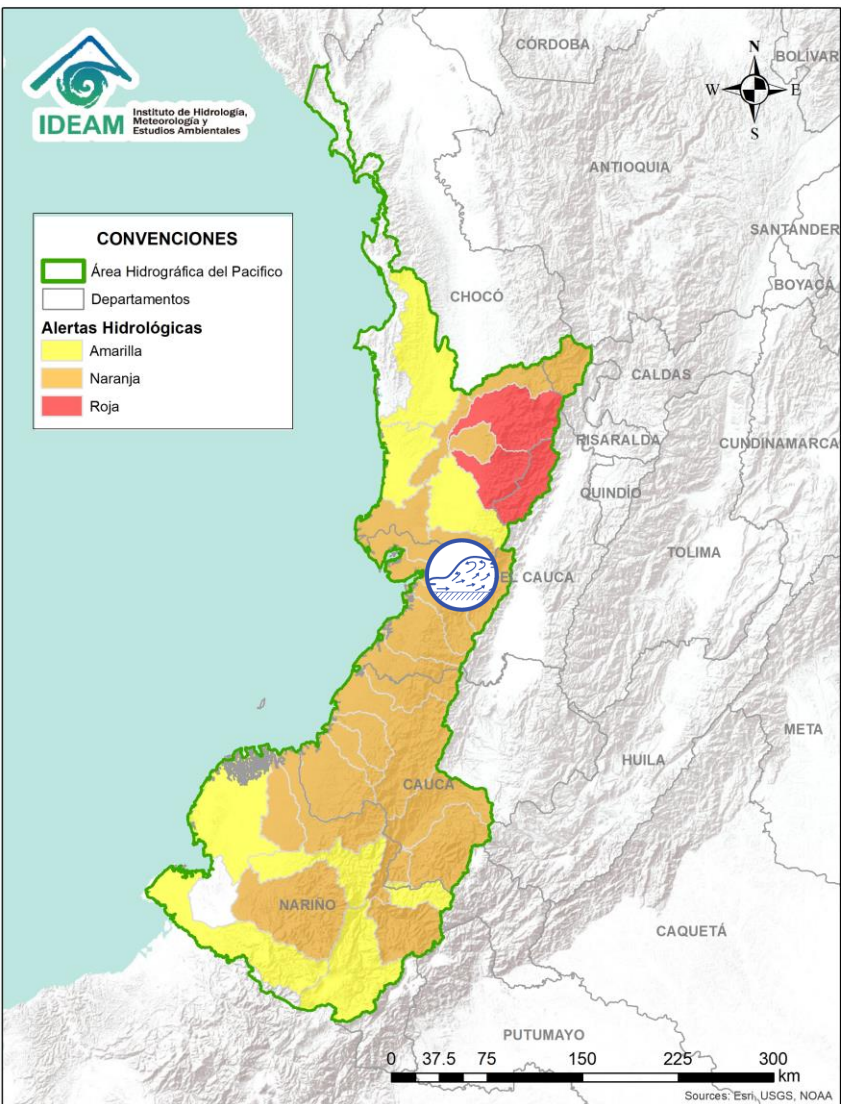 IDEAM
Instituto de Hidrología,
Meteorología y
Estudios Ambientales
CONVENCIONES
Área Hidrográfica del Pacifico
Departamentos
Alertas Hidrológicas
Amarilla
Naranja
Roja
N
W
E
S
CÓRDOBA
BOLÍVAR
ANTIOQUIA
SANTANDER
BOYACÁ
CHOCÓ
CALDAS
RISARALDA
CUNDINAMARCA
QUINDÍO
TOLIMA
EL CAUCA
META
HUILA
CAUCA
NARIÑO
CAQUETÁ
PUTUMAYO
0 37.5 75 150 225 300
km
Sources: Esri, USGS, NOAA